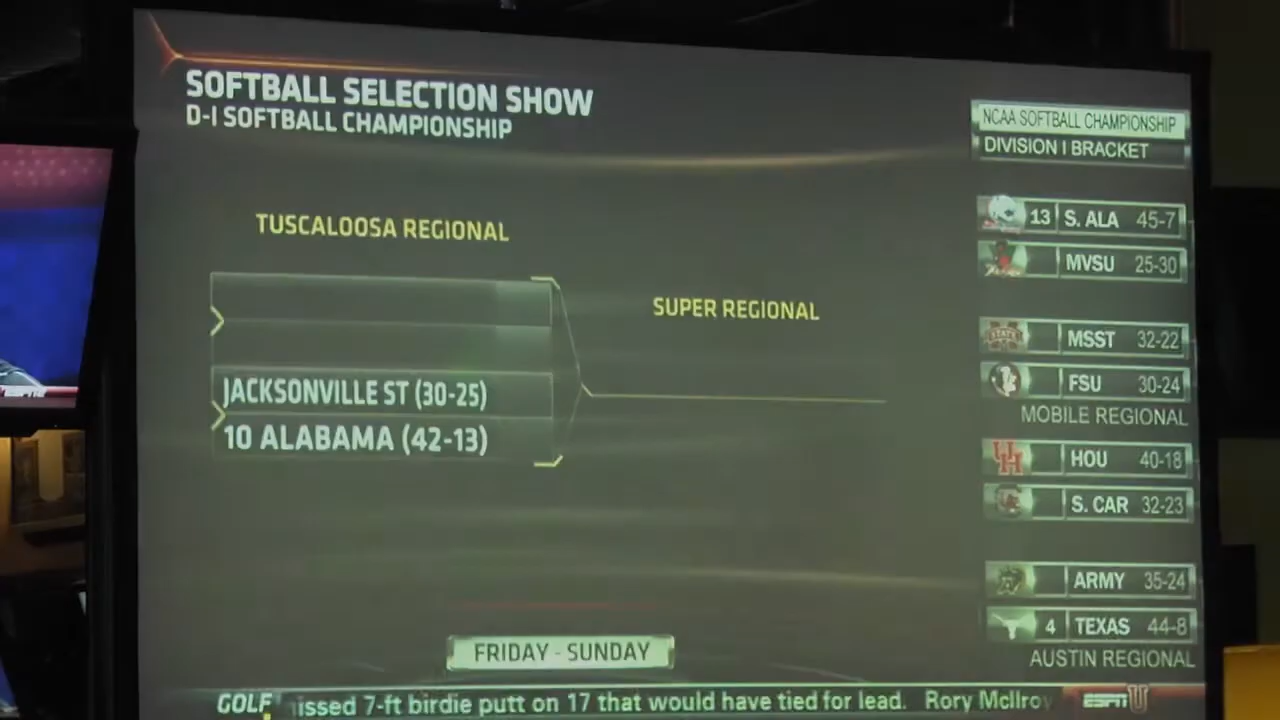 SOFTBALL SELECTION SHOW
D-I SOFTBALL CHAMPIONSHIP
TUSCALOOSA REGIONAL
JACKSONVILLE ST (30-25)
10 ALABAMA (42-13)
SUPER REGIONAL
FRIDAY - SUNDAY
NCAA SOFTBALL CHAMPIONSHIP
DIVISION I BRACKET
13 S. ALA 45-7
MVSU 25-30
MSST 32-22
FSU 30-24
MOBILE REGIONAL
HOU 40-18
S. CAR 32-23
ARMY 35-24
4 TEXAS 44-8
AUSTIN REGIONAL
GOLF issed 7-ft birdie putt on 17 that would have tied for lead. Rory McIlroy ESPNU